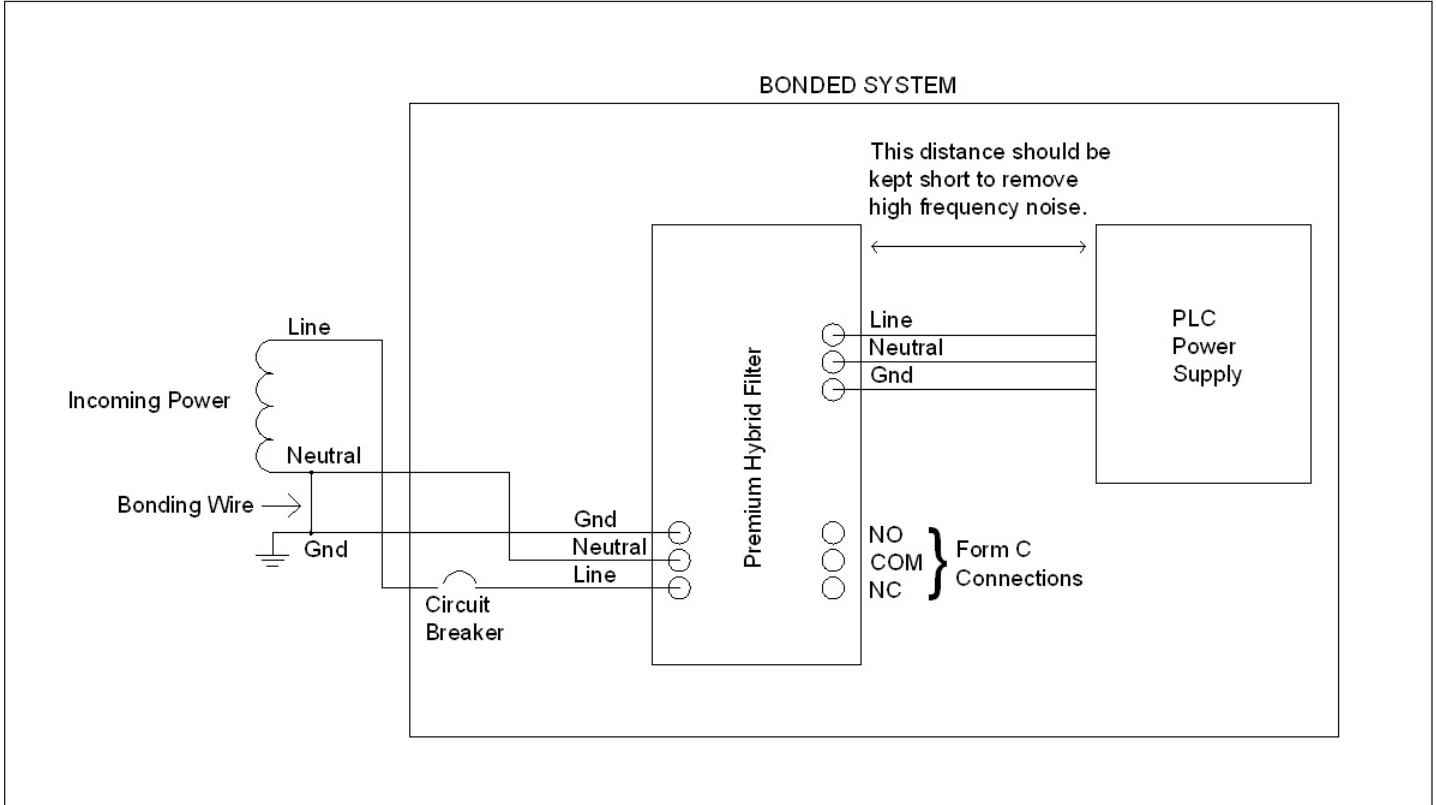 BONDED SYSTEM
This distance should be
kept short to remove
high frequency noise.
Line
Incoming Power
Neutral
Bonding Wire
Gnd
Circuit
Breaker
Gnd
Neutral
Line
Premium Hybrid Filter
Line
Neutral
Gnd
PLC
Power
Supply
NO
COM
NC
Form C
Connections